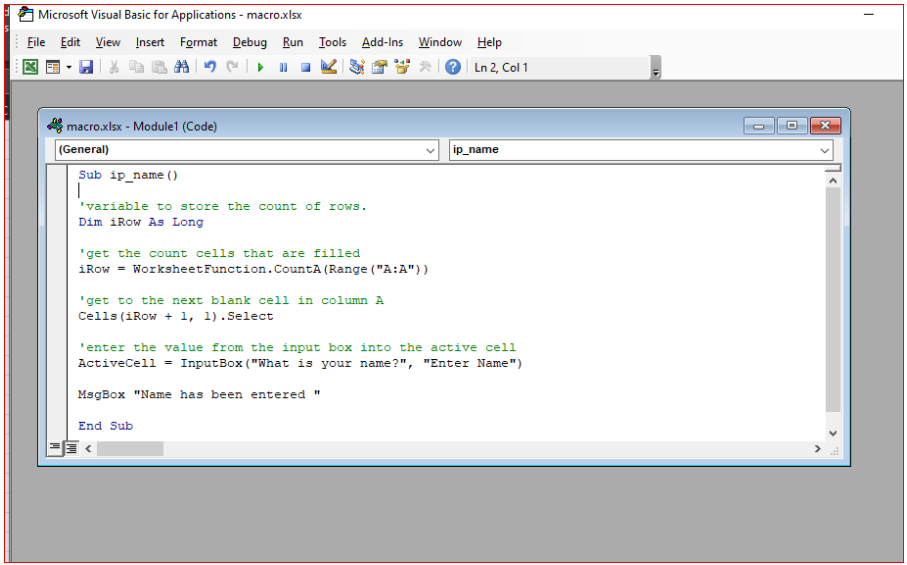 Microsoft Visual Basic for Applications - macro.xlsx
File Edit View Insert Format Debug Run Tools Add-Ins Window Help
Ln 2, Col 1
macro.xlsx - Module1 (Code)
(General) ip_name
Sub ip_name()
'variable to store the count of rows.
Dim iRow As Long
'get the count cells that are filled
iRow = WorksheetFunction.CountA(Range("A:A"))
'get to the next blank cell in column A
Cells(iRow + 1, 1).Select
'enter the value from the input box into the active cell
ActiveCell = InputBox("What is your name?", "Enter Name")
MsgBox "Name has been entered "
End Sub